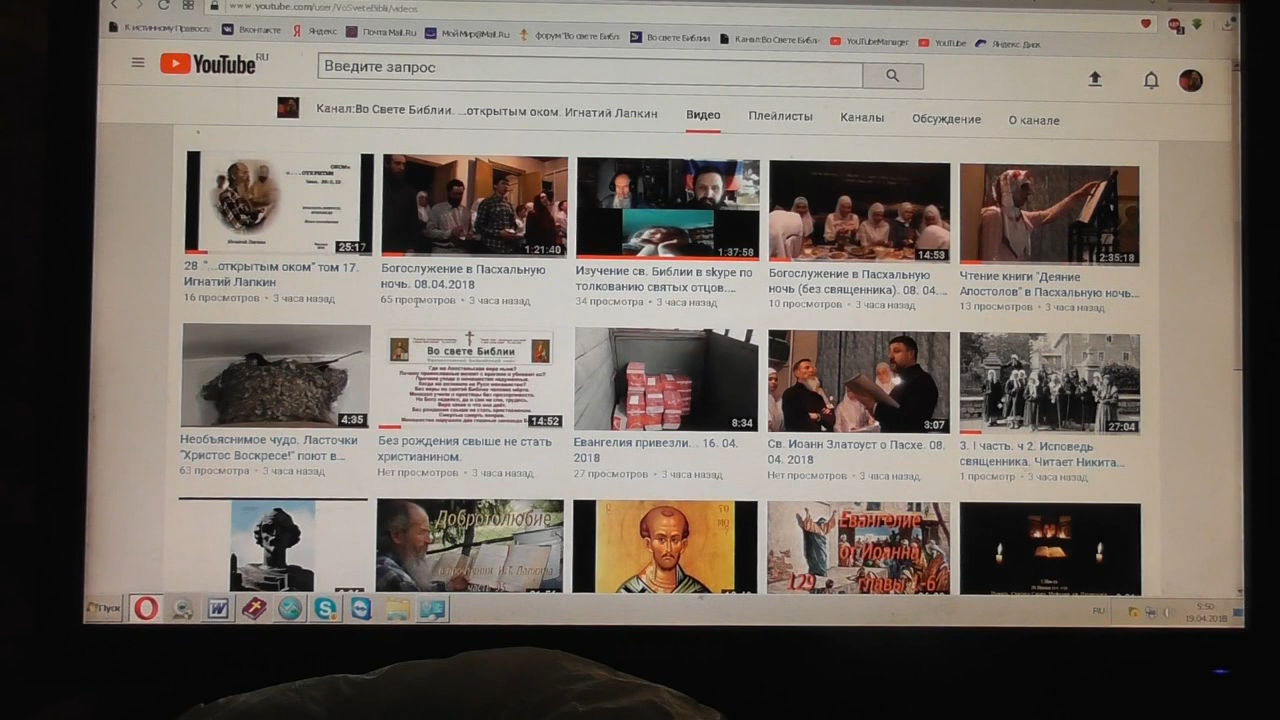 www.youtube.com/user/VoSveteBiblii/videos
К истинному Правосл
Вконтакте
Яндекс
Почта Mail.Ru
Мой Мир@Mail.Ru
форум "Во свете Библ
Во свете Библии
Канал:Во Свете Библ
YouTubeManager
YouTube
Яндекс Диск
YouTube RU
Введите запрос
Канал:Во Свете Библии. ...открытым оком. Игнатий Лапкин
Видео
Плейлисты
Каналы
Обсуждение
О канале
25:17
1:21:40
1:37:58
14:53
2:35:18
28 "...открытым оком" том 17.
Игнатий Лапкин
16 просмотров • 3 часа назад
Богослужение в Пасхальную
ночь. 08.04.2018
65 просмотров • 3 часа назад
Изучение св. Библии в skype по
толкованию святых отцов....
34 просмотра • 3 часа назад
Богослужение в Пасхальную
ночь (без священника). 08. 04....
10 просмотров • 3 часа назад
Чтение книги "Деяние
Апостолов" в Пасхальную ночь...
13 просмотров • 3 часа назад
4:35
Во свете Библии
14:52
8:34
3:07
27:04
Необъяснимое чудо. Ласточки
"Христос Воскресе!" поют в...
63 просмотра • 3 часа назад
Без рождения свыше не стать
христианином.
Нет просмотров • 3 часа назад
Евангелия привезли... 16. 04.
2018
27 просмотров • 3 часа назад
Св. Иоанн Златоуст о Пасхе. 08.
04. 2018
Нет просмотров • 3 часа назад
3. I часть. ч 2. Исповедь
священника. Читает Никита...
1 просмотр • 3 часа назад
Добротолюбие
Евангелие
от Иоанна
129
главы
Пуск
RU
5:50
19.04.2018